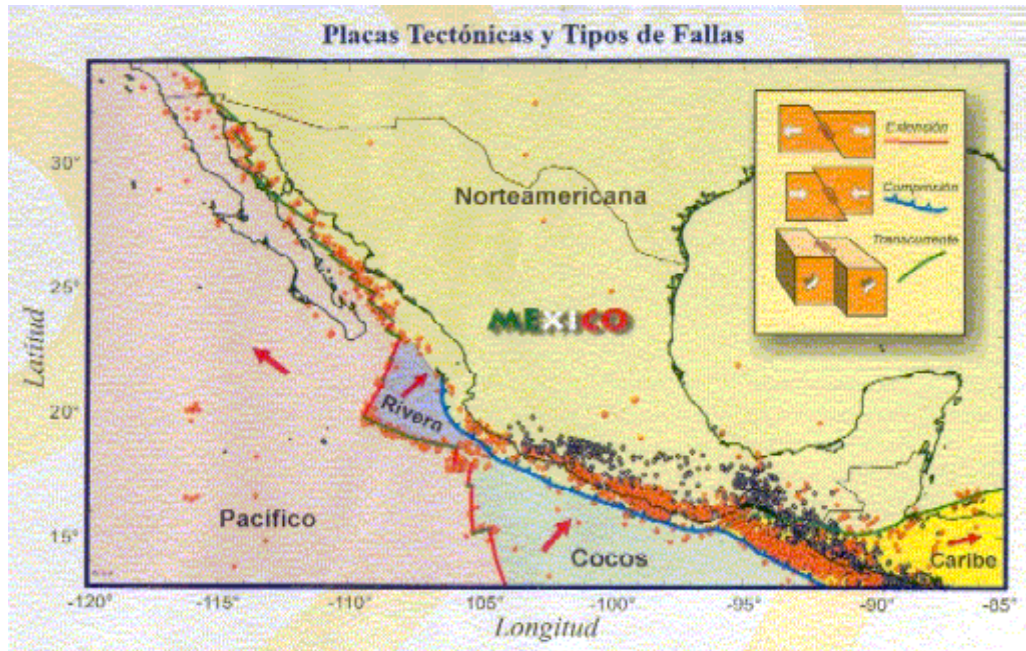 Placas Tectónicas y Tipos de Fallas
Extensión
30°
Norteamericana
Compresión
Transcurrente
25°
MEXICO
Latitud
20°
Rivera
Pacífico
15°
Cocos
Caribe
-120° -115° -110° -105° -100° -95° -90° -85°
Longitud